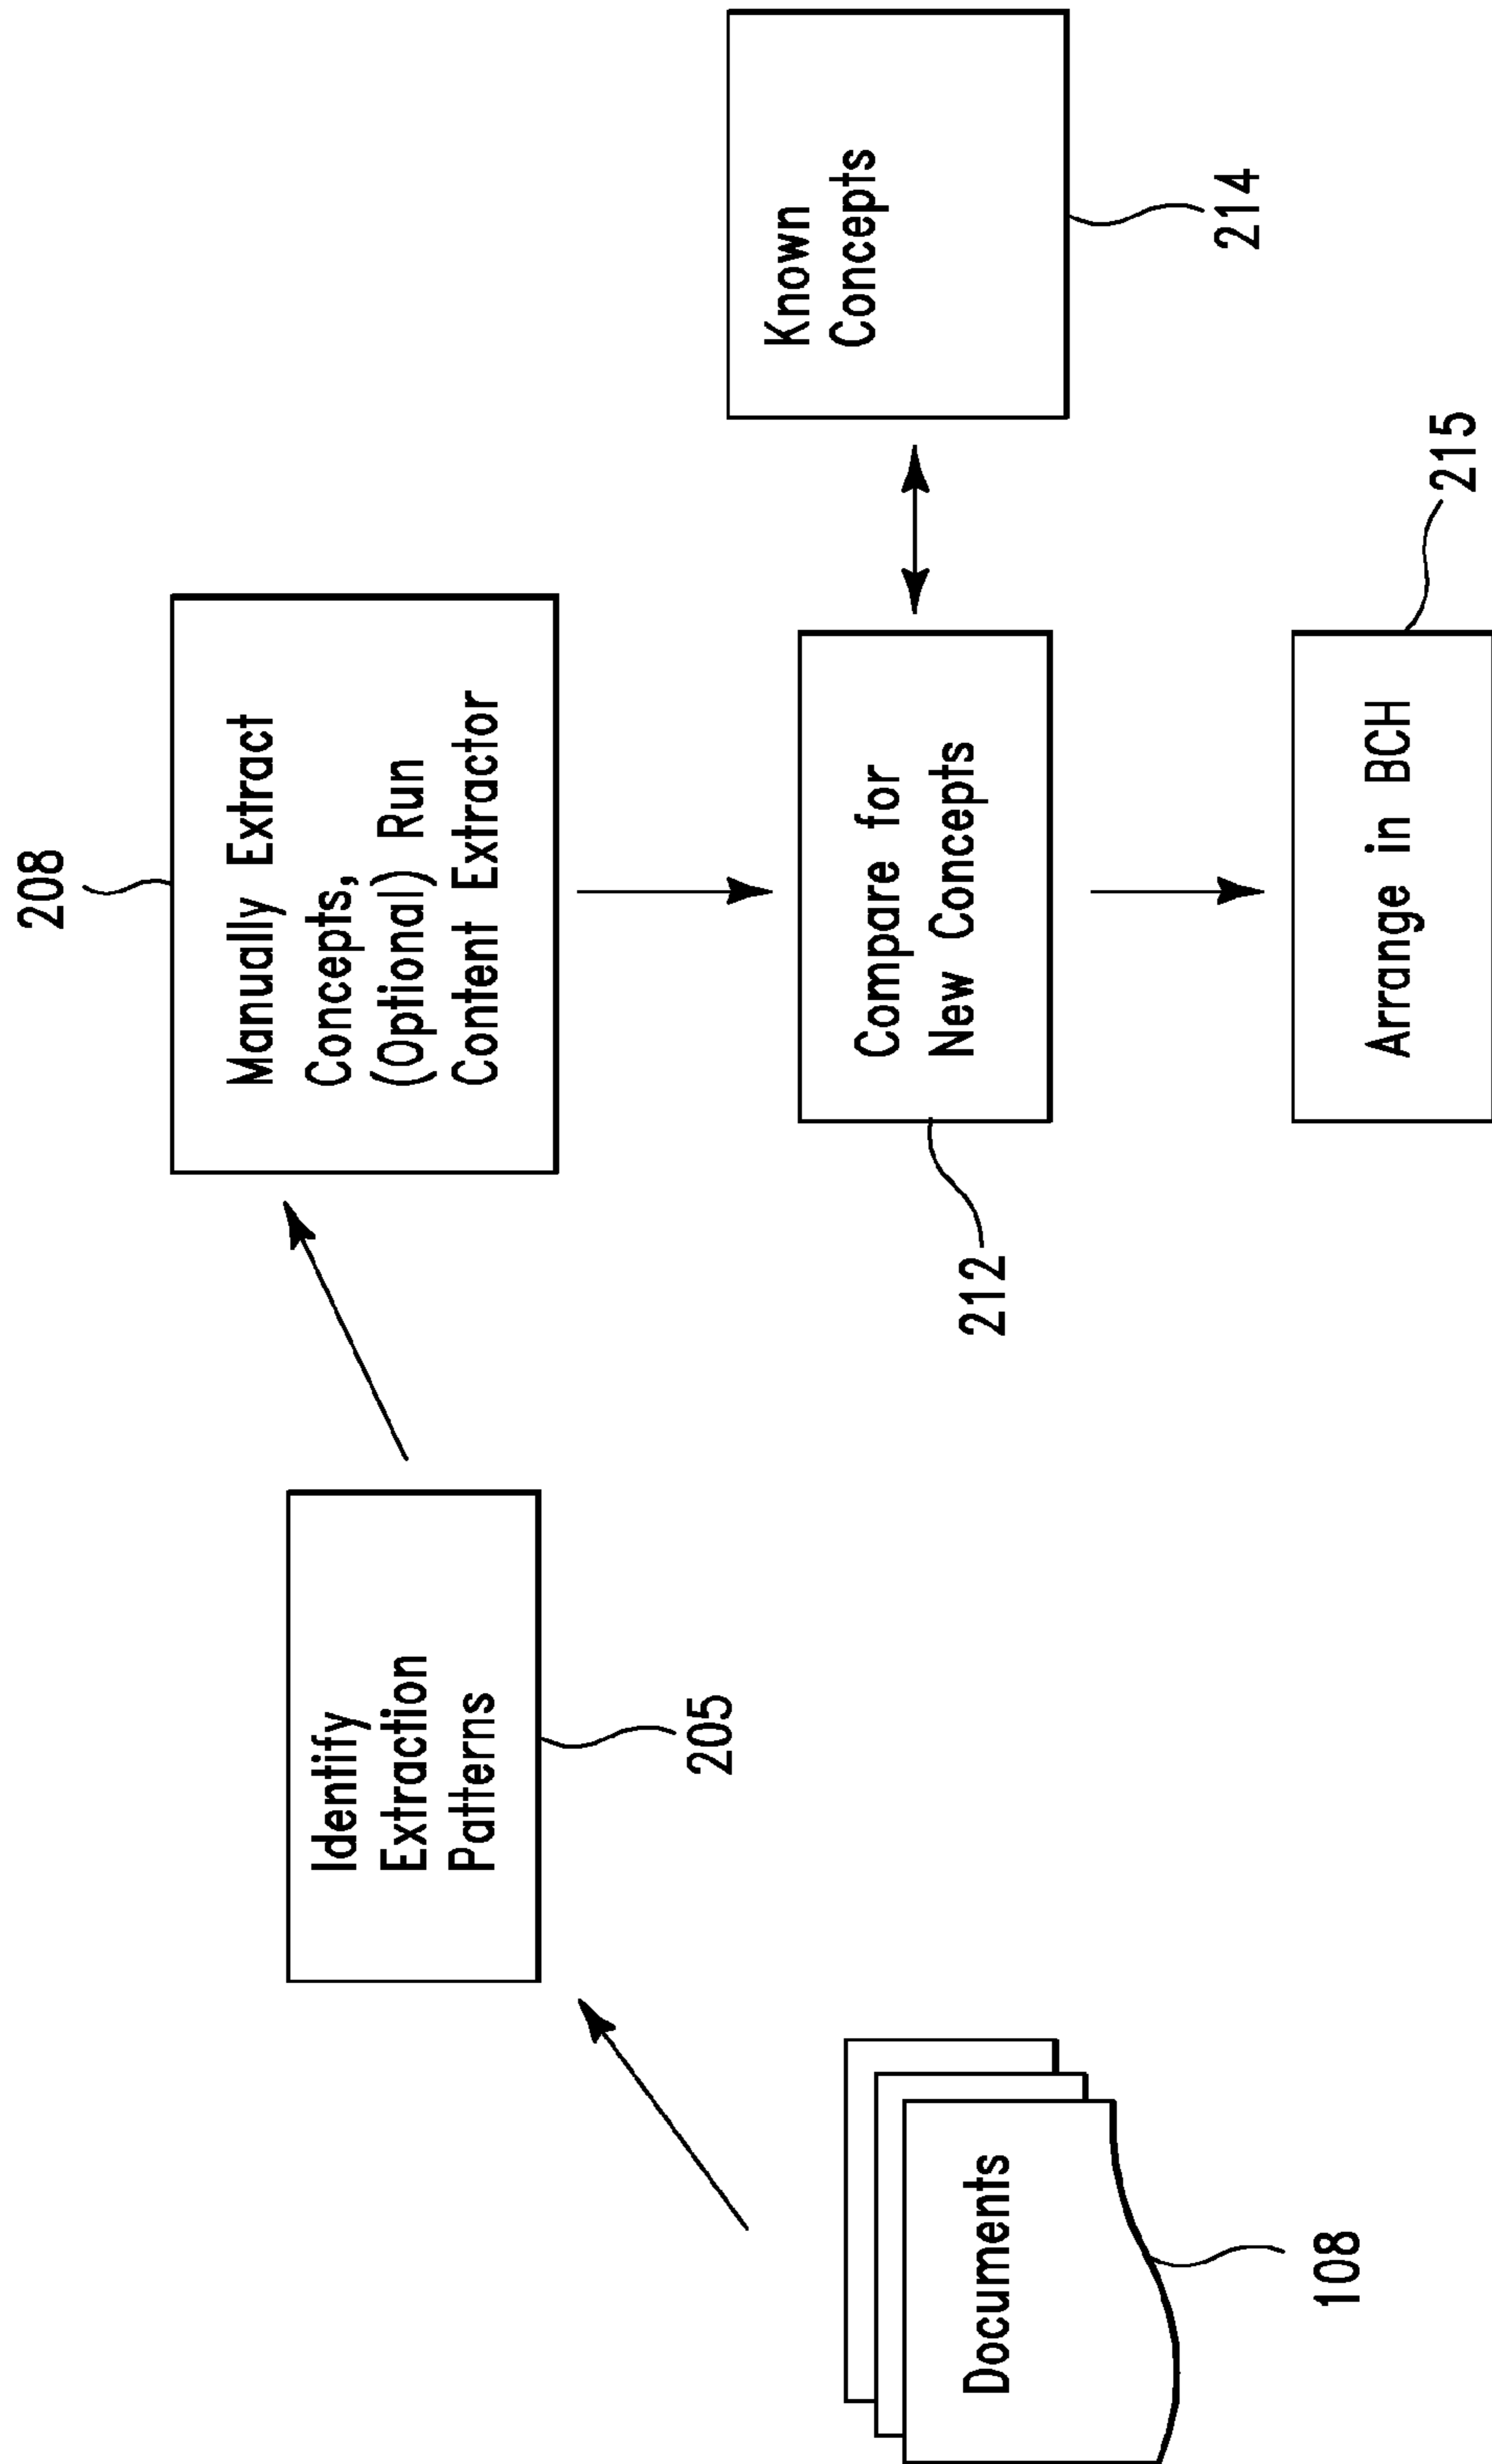 208
Manually Extract
Concepts,
(Optional) Run
Content Extractor
Identify
Extraction
Patterns
205
Known
Concepts
214
Compare for
New Concepts
212
Documents
108
Arrange in BCH
215